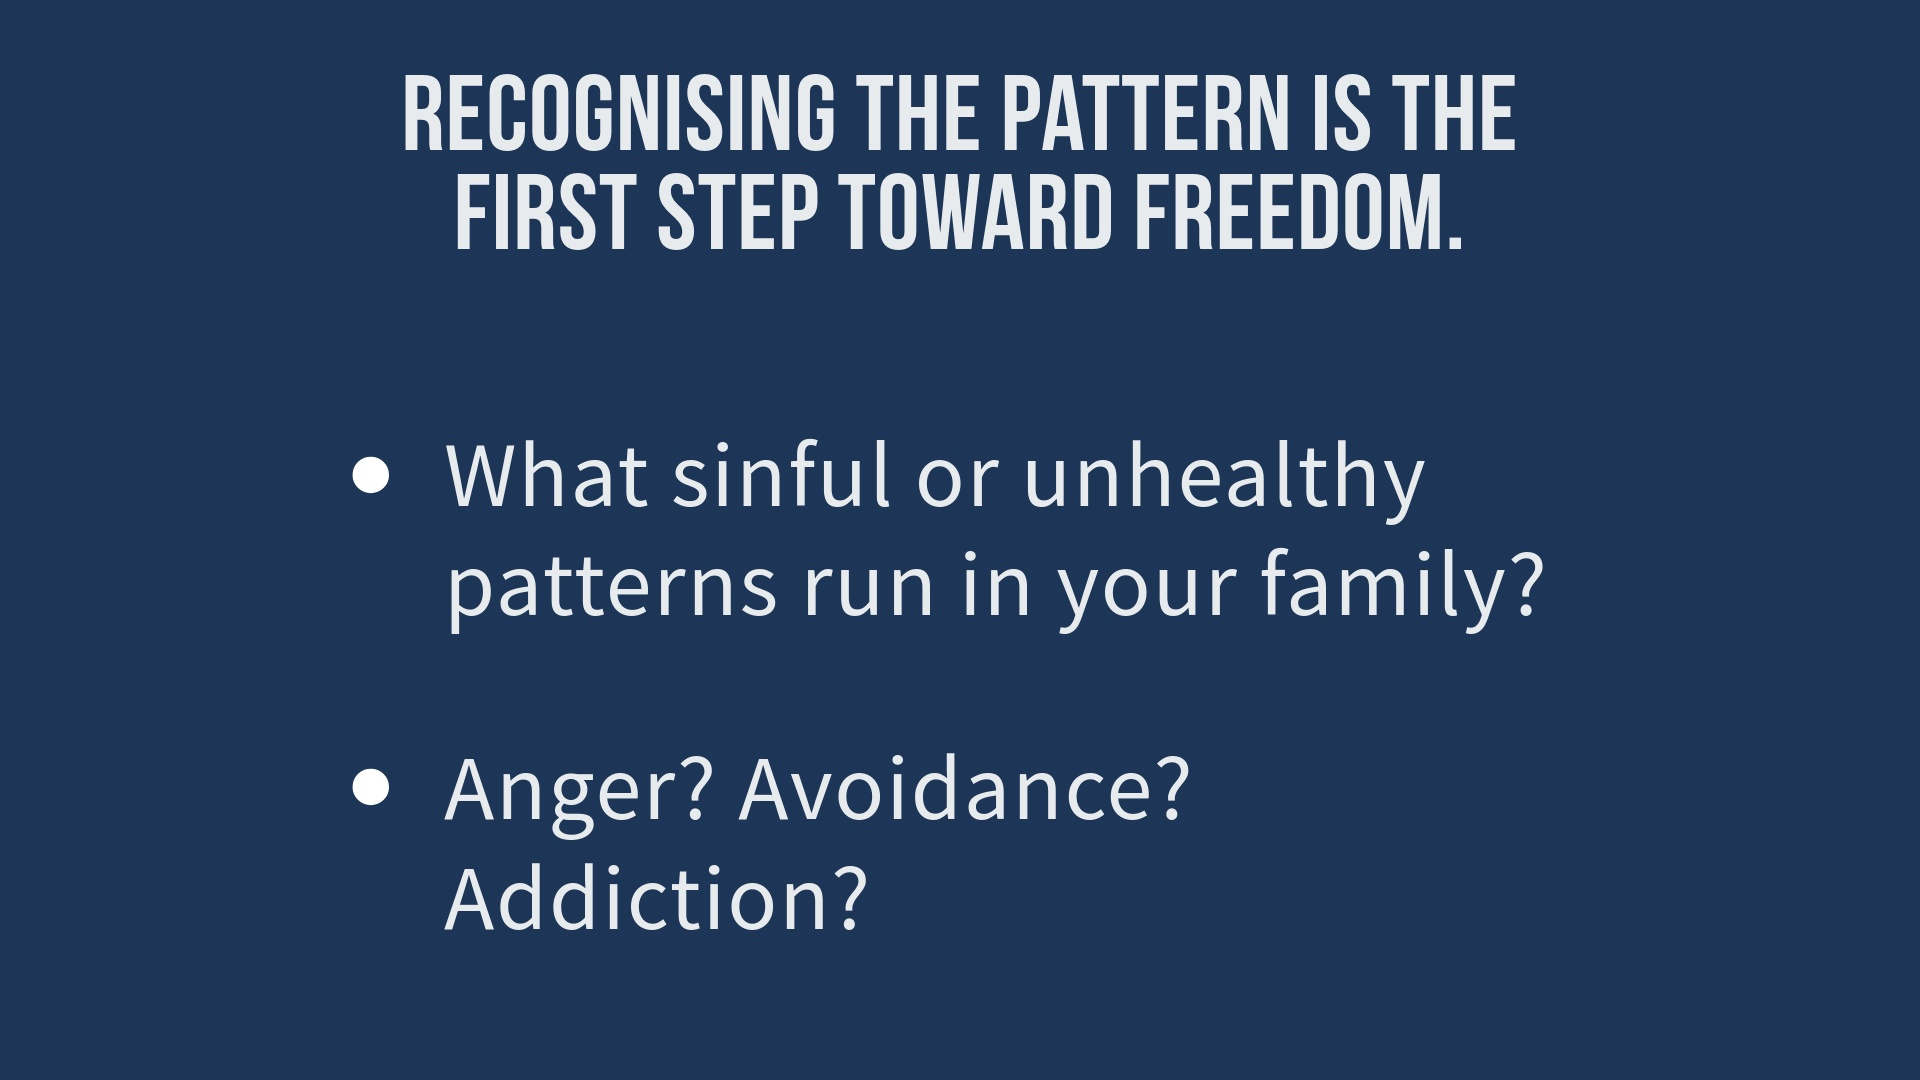 RECOGNISING THE PATTERN IS THE
FIRST STEP TOWARD FREEDOM.
• What sinful or unhealthy
patterns run in your family?
• Anger? Avoidance?
Addiction?